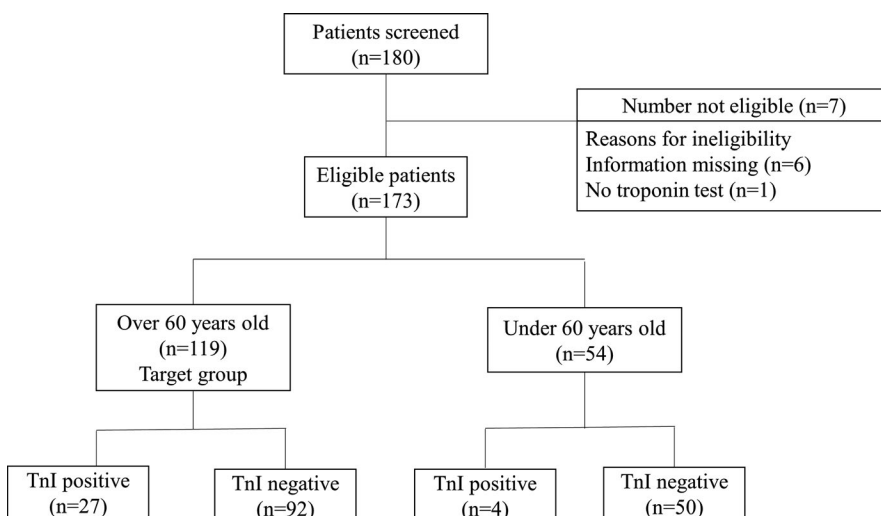 Patients screened
(n=180)
Number not eligible (n=7)
Reasons for ineligibility
Information missing (n=6)
No troponin test (n=1)
Eligible patients
(n=173)
Over 60 years old
(n=119)
Target group
Under 60 years old
(n=54)
TnI positive
(n=27)
TnI negative
(n=92)
TnI positive
(n=4)
TnI negative
(n=50)